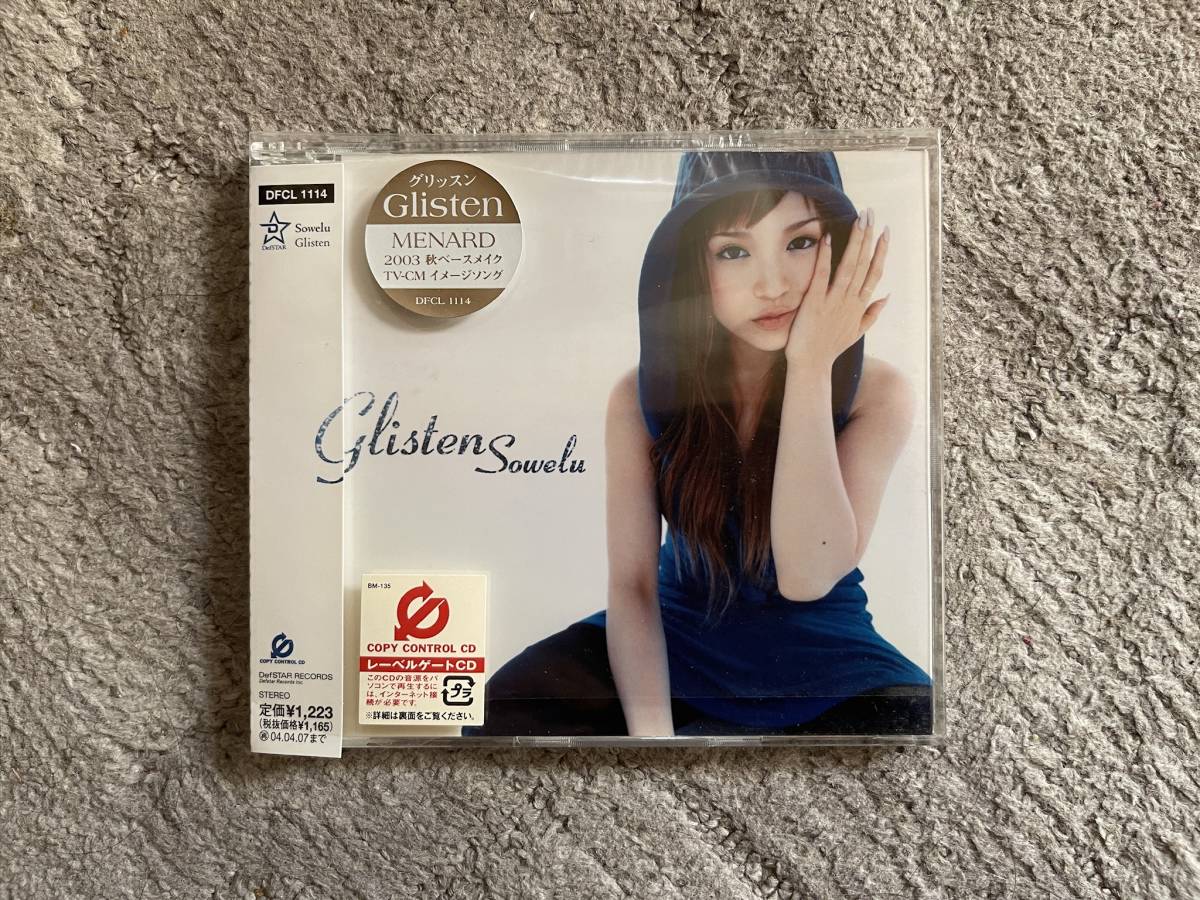 DFCL 1114
DefSTAR
Sowelu
Glisten
グリッスン
Glisten
MENARD
2003 秋ベースメイク
TV-CM イメージソング
DFCL 1114
Glisten Sowelu
BM-135
COPY CONTROL CD
レーベルゲートCD
このCDの音源をパ
ソコンで再生するに
は、インターネット接
続が必要です。
プラ
※詳細は裏面をご覧ください。
COPY CONTROL CD
DefSTAR RECORDS
Defstar Records Inc.
STEREO
定価¥1,223
(税抜価格¥1,165)
再 04.04.07まで